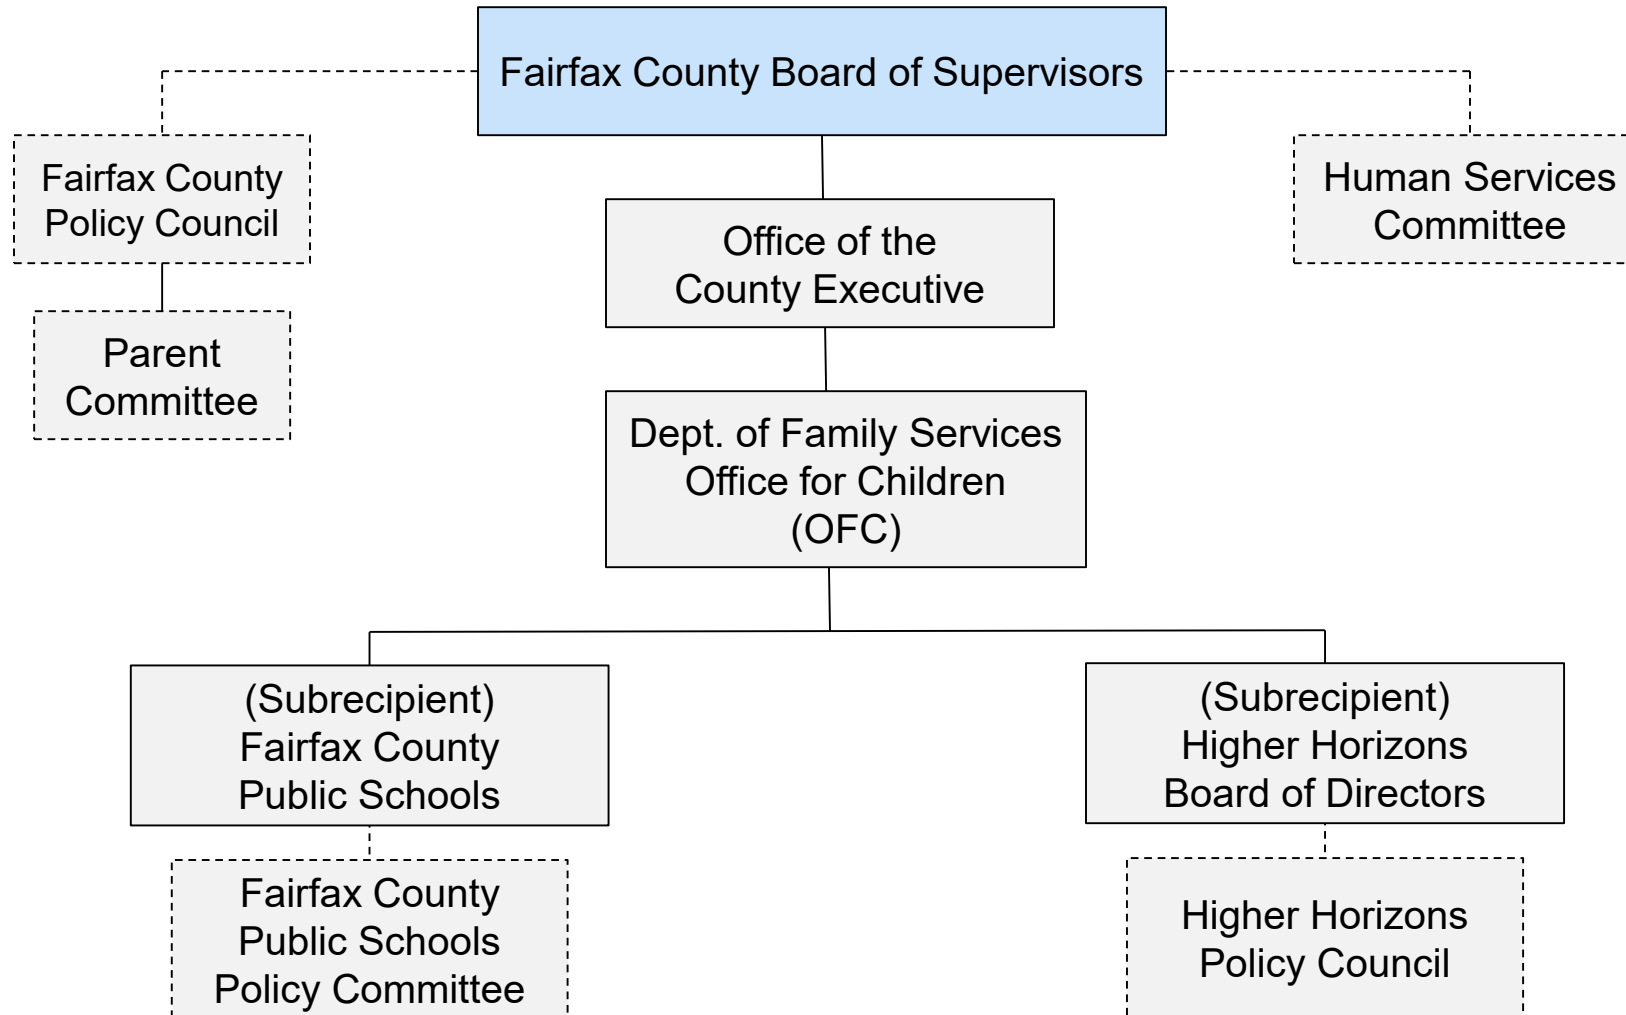 Fairfax County Board of Supervisors
Fairfax County
Policy Council
Human Services
Committee
Office of the
County Executive
Parent
Committee
Dept. of Family Services
Office for Children
(OFC)
(Subrecipient)
Fairfax County
Public Schools
(Subrecipient)
Higher Horizons
Board of Directors
Fairfax County
Public Schools
Policy Committee
Higher Horizons
Policy Council